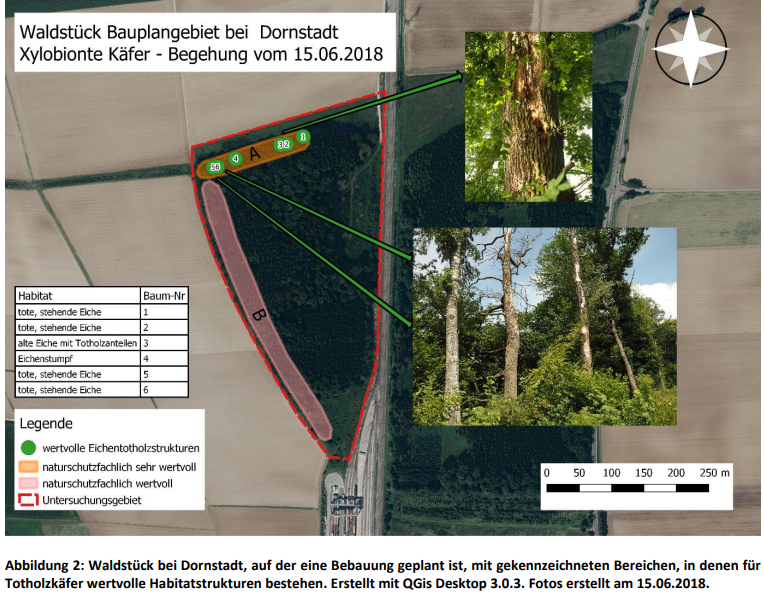 Waldstück Bauplangebiet bei Dornstadt
Xylobionte Käfer - Begehung vom 15.06.2018
1
32
4
A
56
B
Habitat Baum-Nr
tote, stehende Eiche 1
tote, stehende Eiche 2
alte Eiche mit Totholzanteilen 3
Eichenstumpf 4
tote, stehende Eiche 5
tote, stehende Eiche 6
Legende
wertvolle Eichentotholzstrukturen
naturschutzfachlich sehr wertvoll
naturschutzfachlich wertvoll
Untersuchungsgebiet
0 50 100 150 200 250 m
Abbildung 2: Waldstück bei Dornstadt, auf der eine Bebauung geplant ist, mit gekennzeichneten Bereichen, in denen für
Totholzkäfer wertvolle Habitatstrukturen bestehen. Erstellt mit QGis Desktop 3.0.3. Fotos erstellt am 15.06.2018.